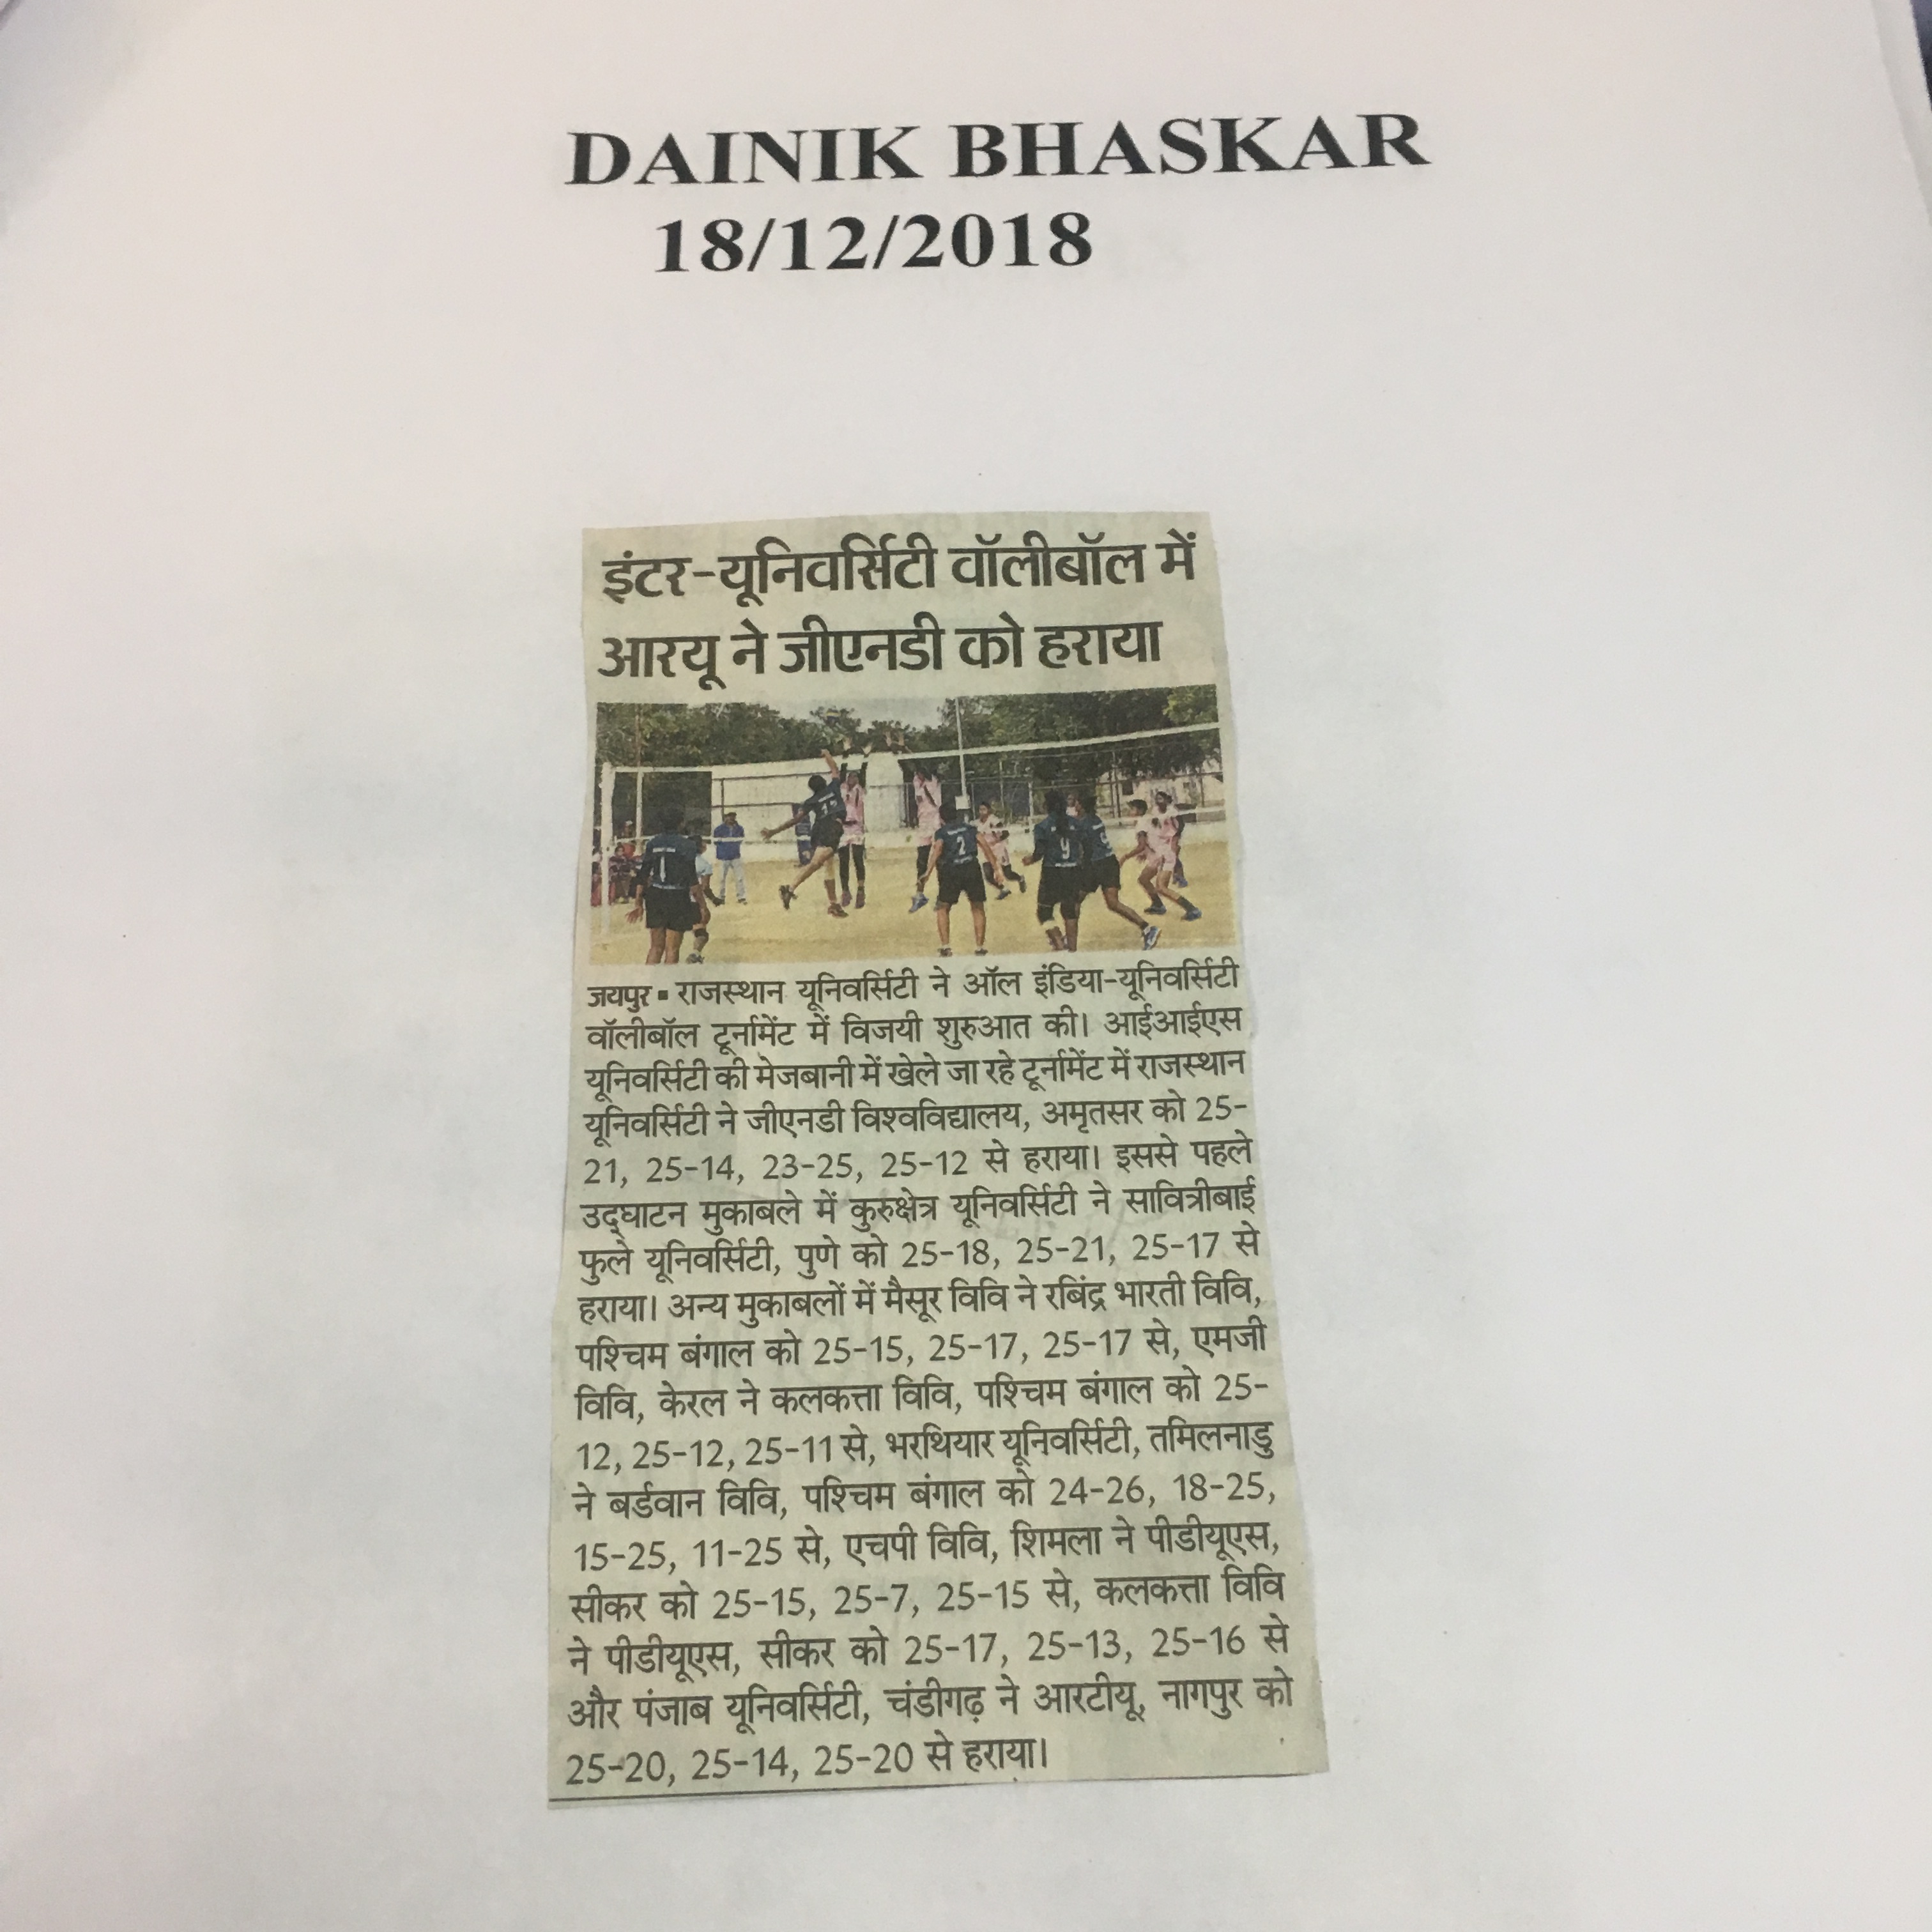 DAINIK BHASKAR
18/12/2018
इंटर-यूनिवर्सिटी वॉलीबॉल में
आरयू ने जीएनडी को हराया
जयपुर ▪ राजस्थान यूनिवर्सिटी ने ऑल इंडिया-यूनिवर्सिटी
वॉलीबॉल टूर्नामेंट में विजयी शुरुआत की। आईआईएस
यूनिवर्सिटी की मेजबानी में खेले जा रहे टूर्नामेंट में राजस्थान
यूनिवर्सिटी ने जीएनडी विश्वविद्यालय, अमृतसर को 25-
21, 25-14, 23-25, 25-12 से हराया। इससे पहले
उद्घाटन मुकाबले में कुरुक्षेत्र यूनिवर्सिटी ने सावित्रीबाई
फुले यूनिवर्सिटी, पुणे को 25-18, 25-21, 25-17 से
हराया। अन्य मुकाबलों में मैसूर विवि ने रबिंद्र भारती विवि,
पश्चिम बंगाल को 25-15, 25-17, 25-17 से, एमजी
विवि, केरल ने कलकत्ता विवि, पश्चिम बंगाल को 25-
12, 25-12, 25-11 से, भरथियार यूनिवर्सिटी, तमिलनाडु
ने बर्डवान विवि, पश्चिम बंगाल को 24-26, 18-25,
15-25, 11-25 से, एचपी विवि, शिमला ने पीडीयूएस,
सीकर को 25-15, 25-7, 25-15 से, कलकत्ता विवि
ने पीडीयूएस, सीकर को 25-17, 25-13, 25-16 से
और पंजाब यूनिवर्सिटी, चंडीगढ़ ने आरटीयू, नागपुर को
25-20, 25-14, 25-20 से हराया।